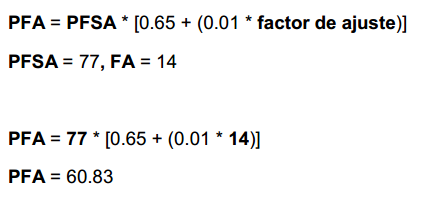 PFA = PFSA * [0.65 + (0.01 * factor de ajuste)]
PFSA = 77, FA = 14
PFA = 77 * [0.65 + (0.01 * 14)]
PFA = 60.83